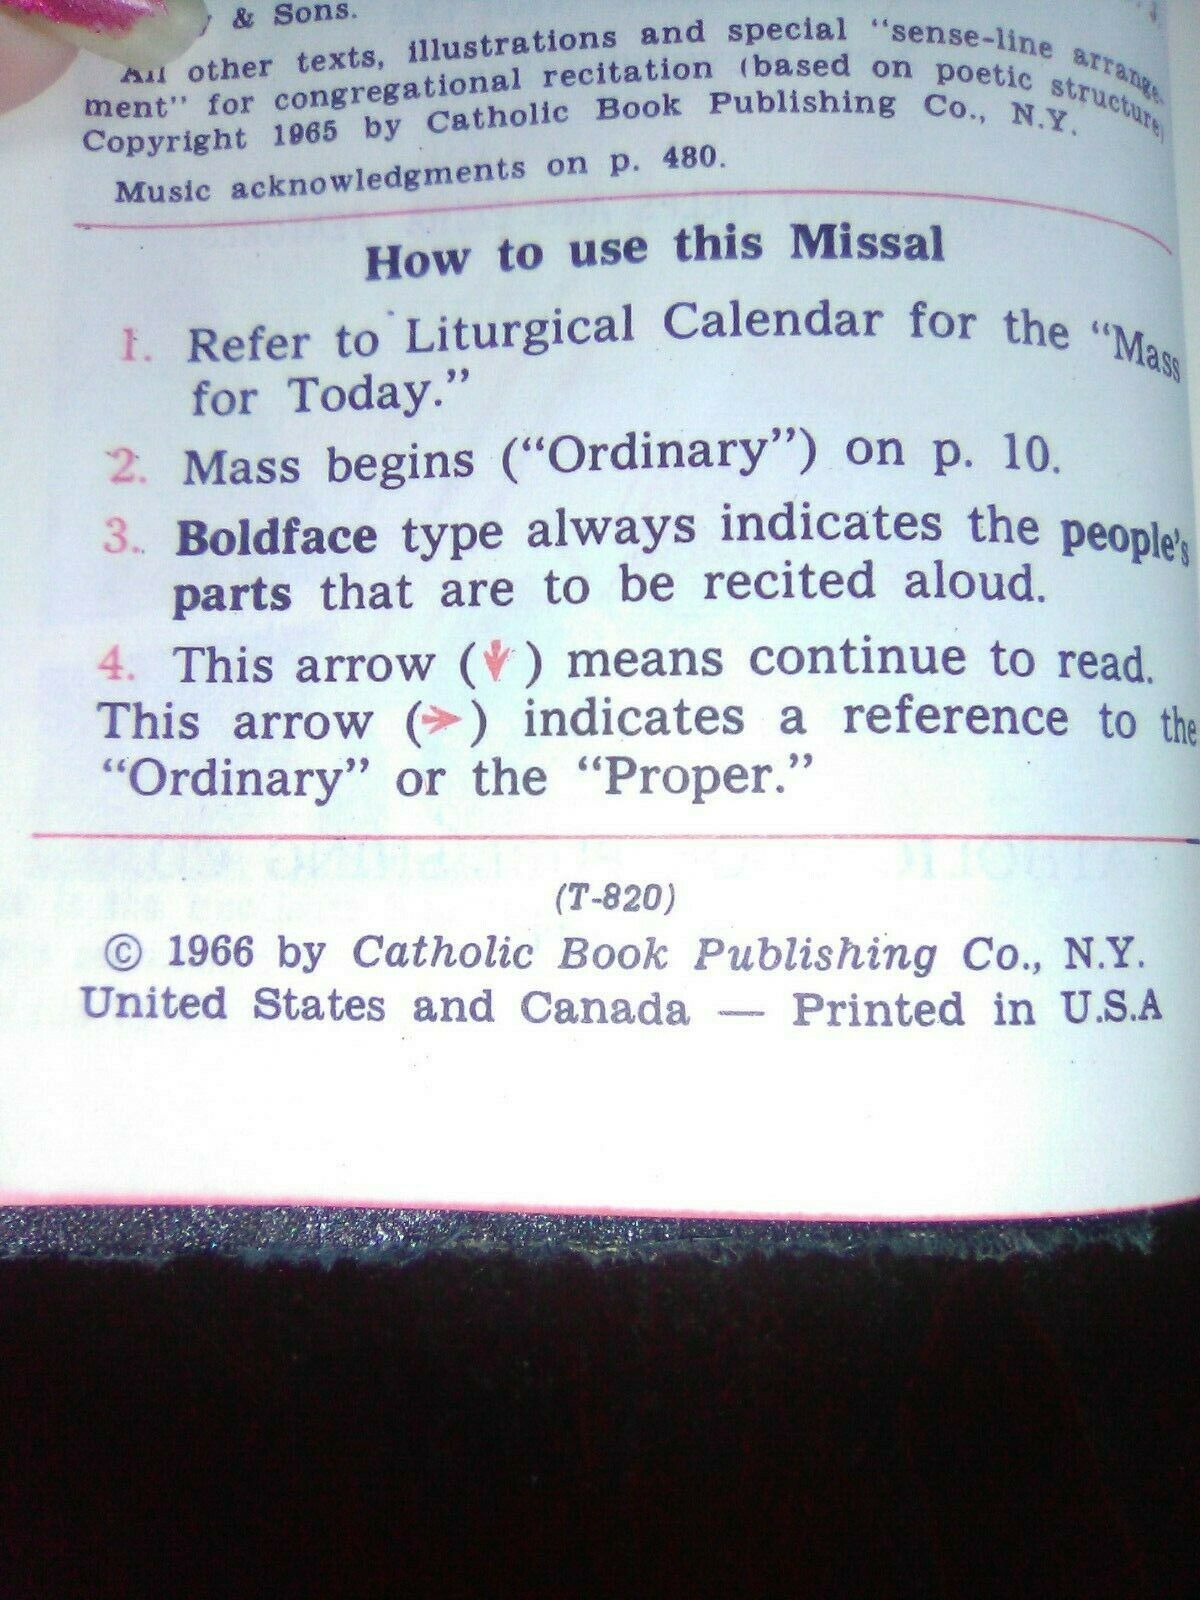 & Sons.
All other texts, illustrations and special "sense-line arrange-
ment" for congregational recitation (based on poetic structure)
Copyright 1965 by Catholic Book Publishing Co., N.Y.
Music acknowledgments on p. 480.
How to use this Missal
1. Refer to Liturgical Calendar for the "Mass
for Today."
2. Mass begins ("Ordinary") on p. 10.
3. Boldface type always indicates the people's
parts that are to be recited aloud.
4. This arrow (↓) means continue to read.
This arrow (→) indicates a reference to the
"Ordinary" or the "Proper."
(T-820)
© 1966 by Catholic Book Publishing Co., N.Y.
United States and Canada — Printed in U.S.A